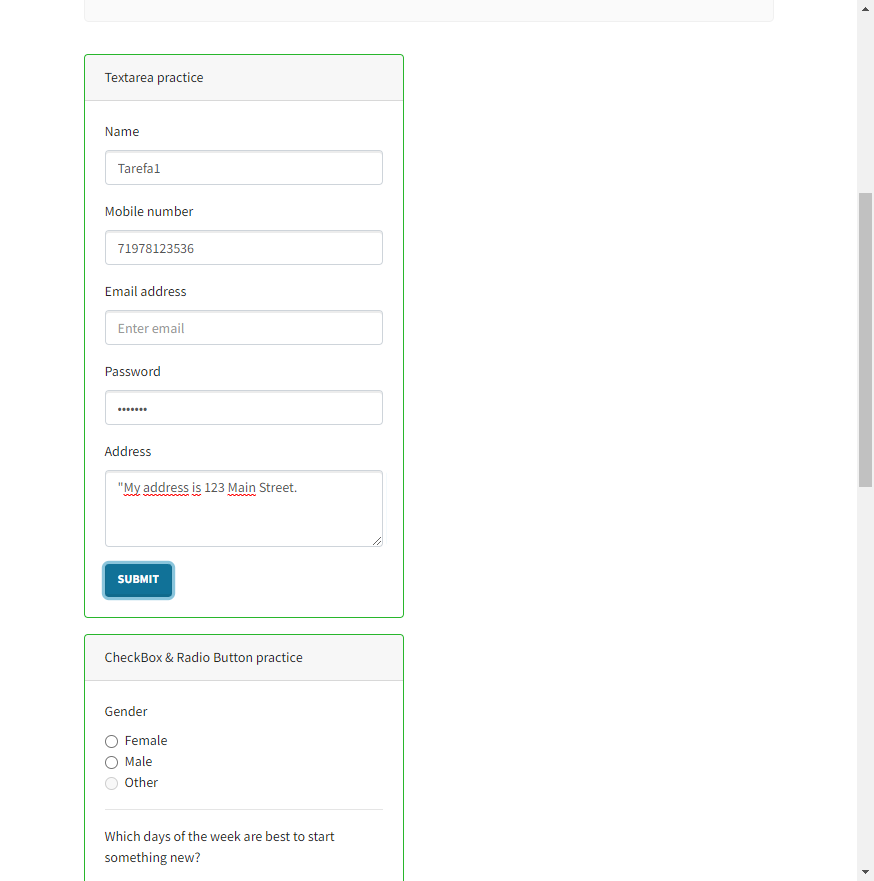 Textarea practice
Name
Tarefa1
Mobile number
71978123536
Email address
Enter email
Password
•••••••
Address
"My address is 123 Main Street.
SUBMIT
CheckBox & Radio Button practice
Gender
Female
Male
Other
Which days of the week are best to start
something new?